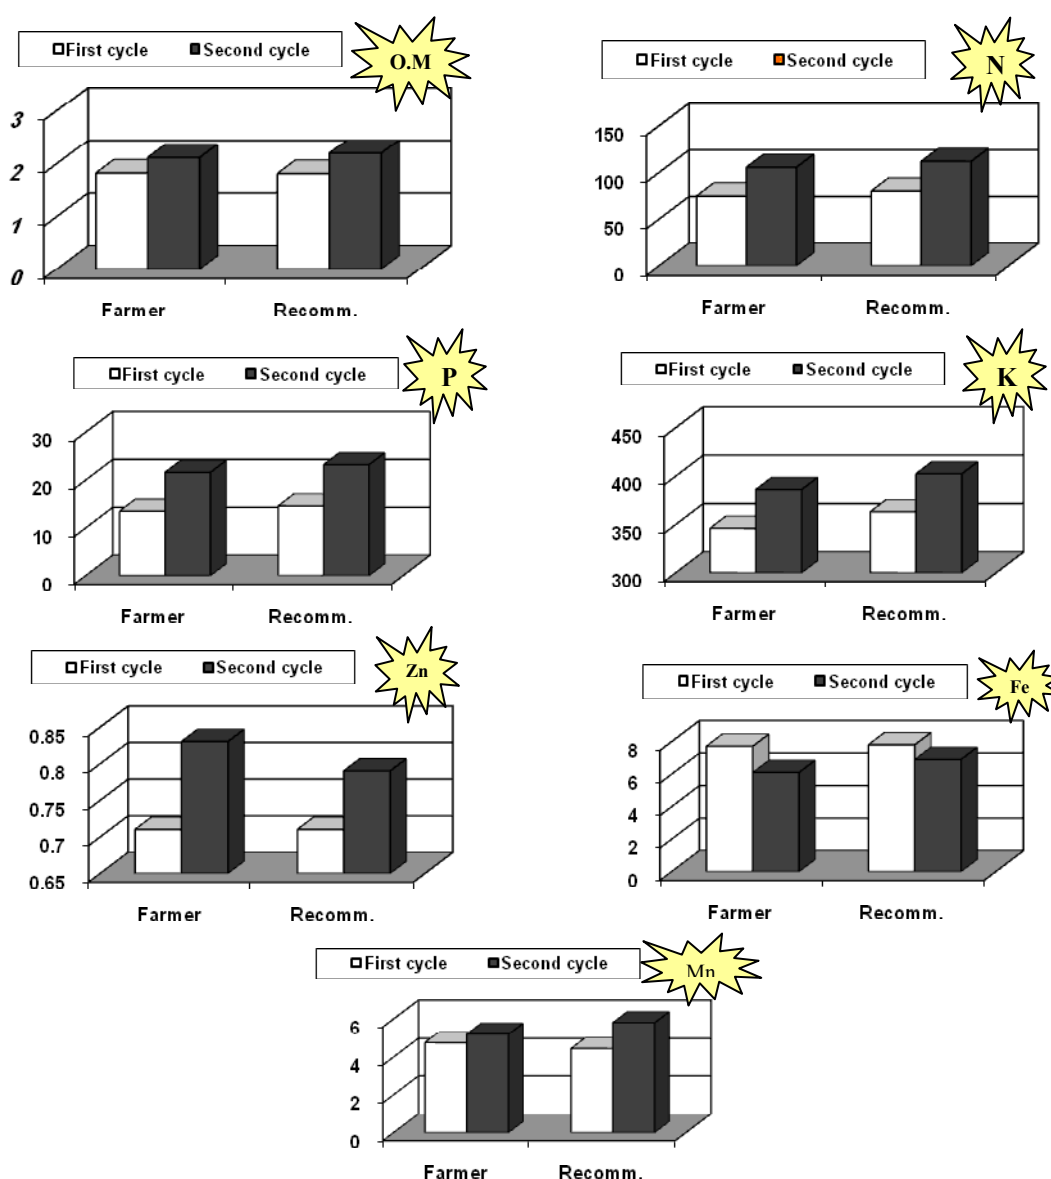 First cycle Second cycle
O.M
3
2
1
0
Farmer Recomm.
First cycle Second cycle
N
150
100
50
0
Farmer Recomm.
First cycle Second cycle
P
30
20
10
0
Farmer Recomm.
First cycle Second cycle
K
450
400
350
300
Farmer Recomm.
First cycle Second cycle
Zn
0.85
0.8
0.75
0.7
0.65
Farmer Recomm.
First cycle Second cycle
Fe
8
6
4
2
0
Farmer Recomm.
First cycle Second cycle
Mn
6
4
2
0
Farmer Recomm.